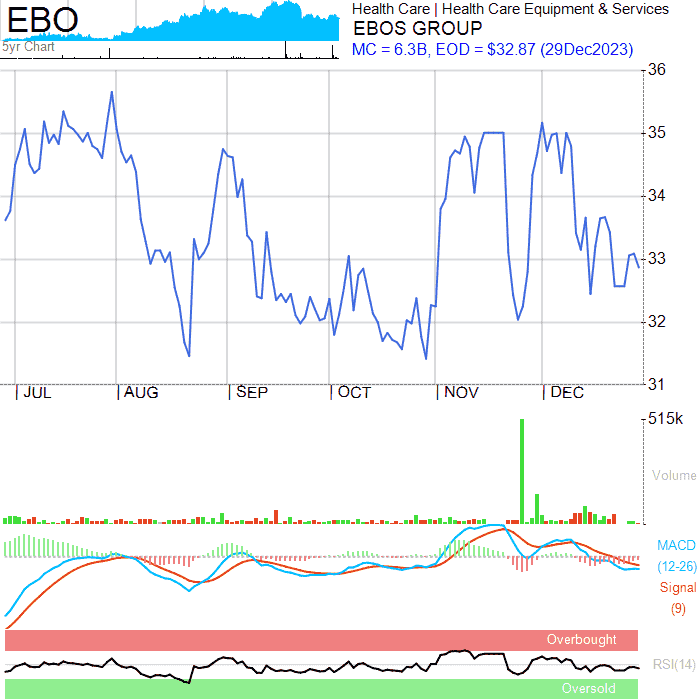 EBO
5yr Chart
Health Care | Health Care Equipment & Services
EBOS GROUP
MC = 6.3B, EOD = $32.87 (29Dec2023)
36
35
34
33
32
31
JUL AUG SEP OCT NOV DEC
515k
Volume
MACD
(12-26)
Signal
(9)
Overbought
RSI(14)
Oversold